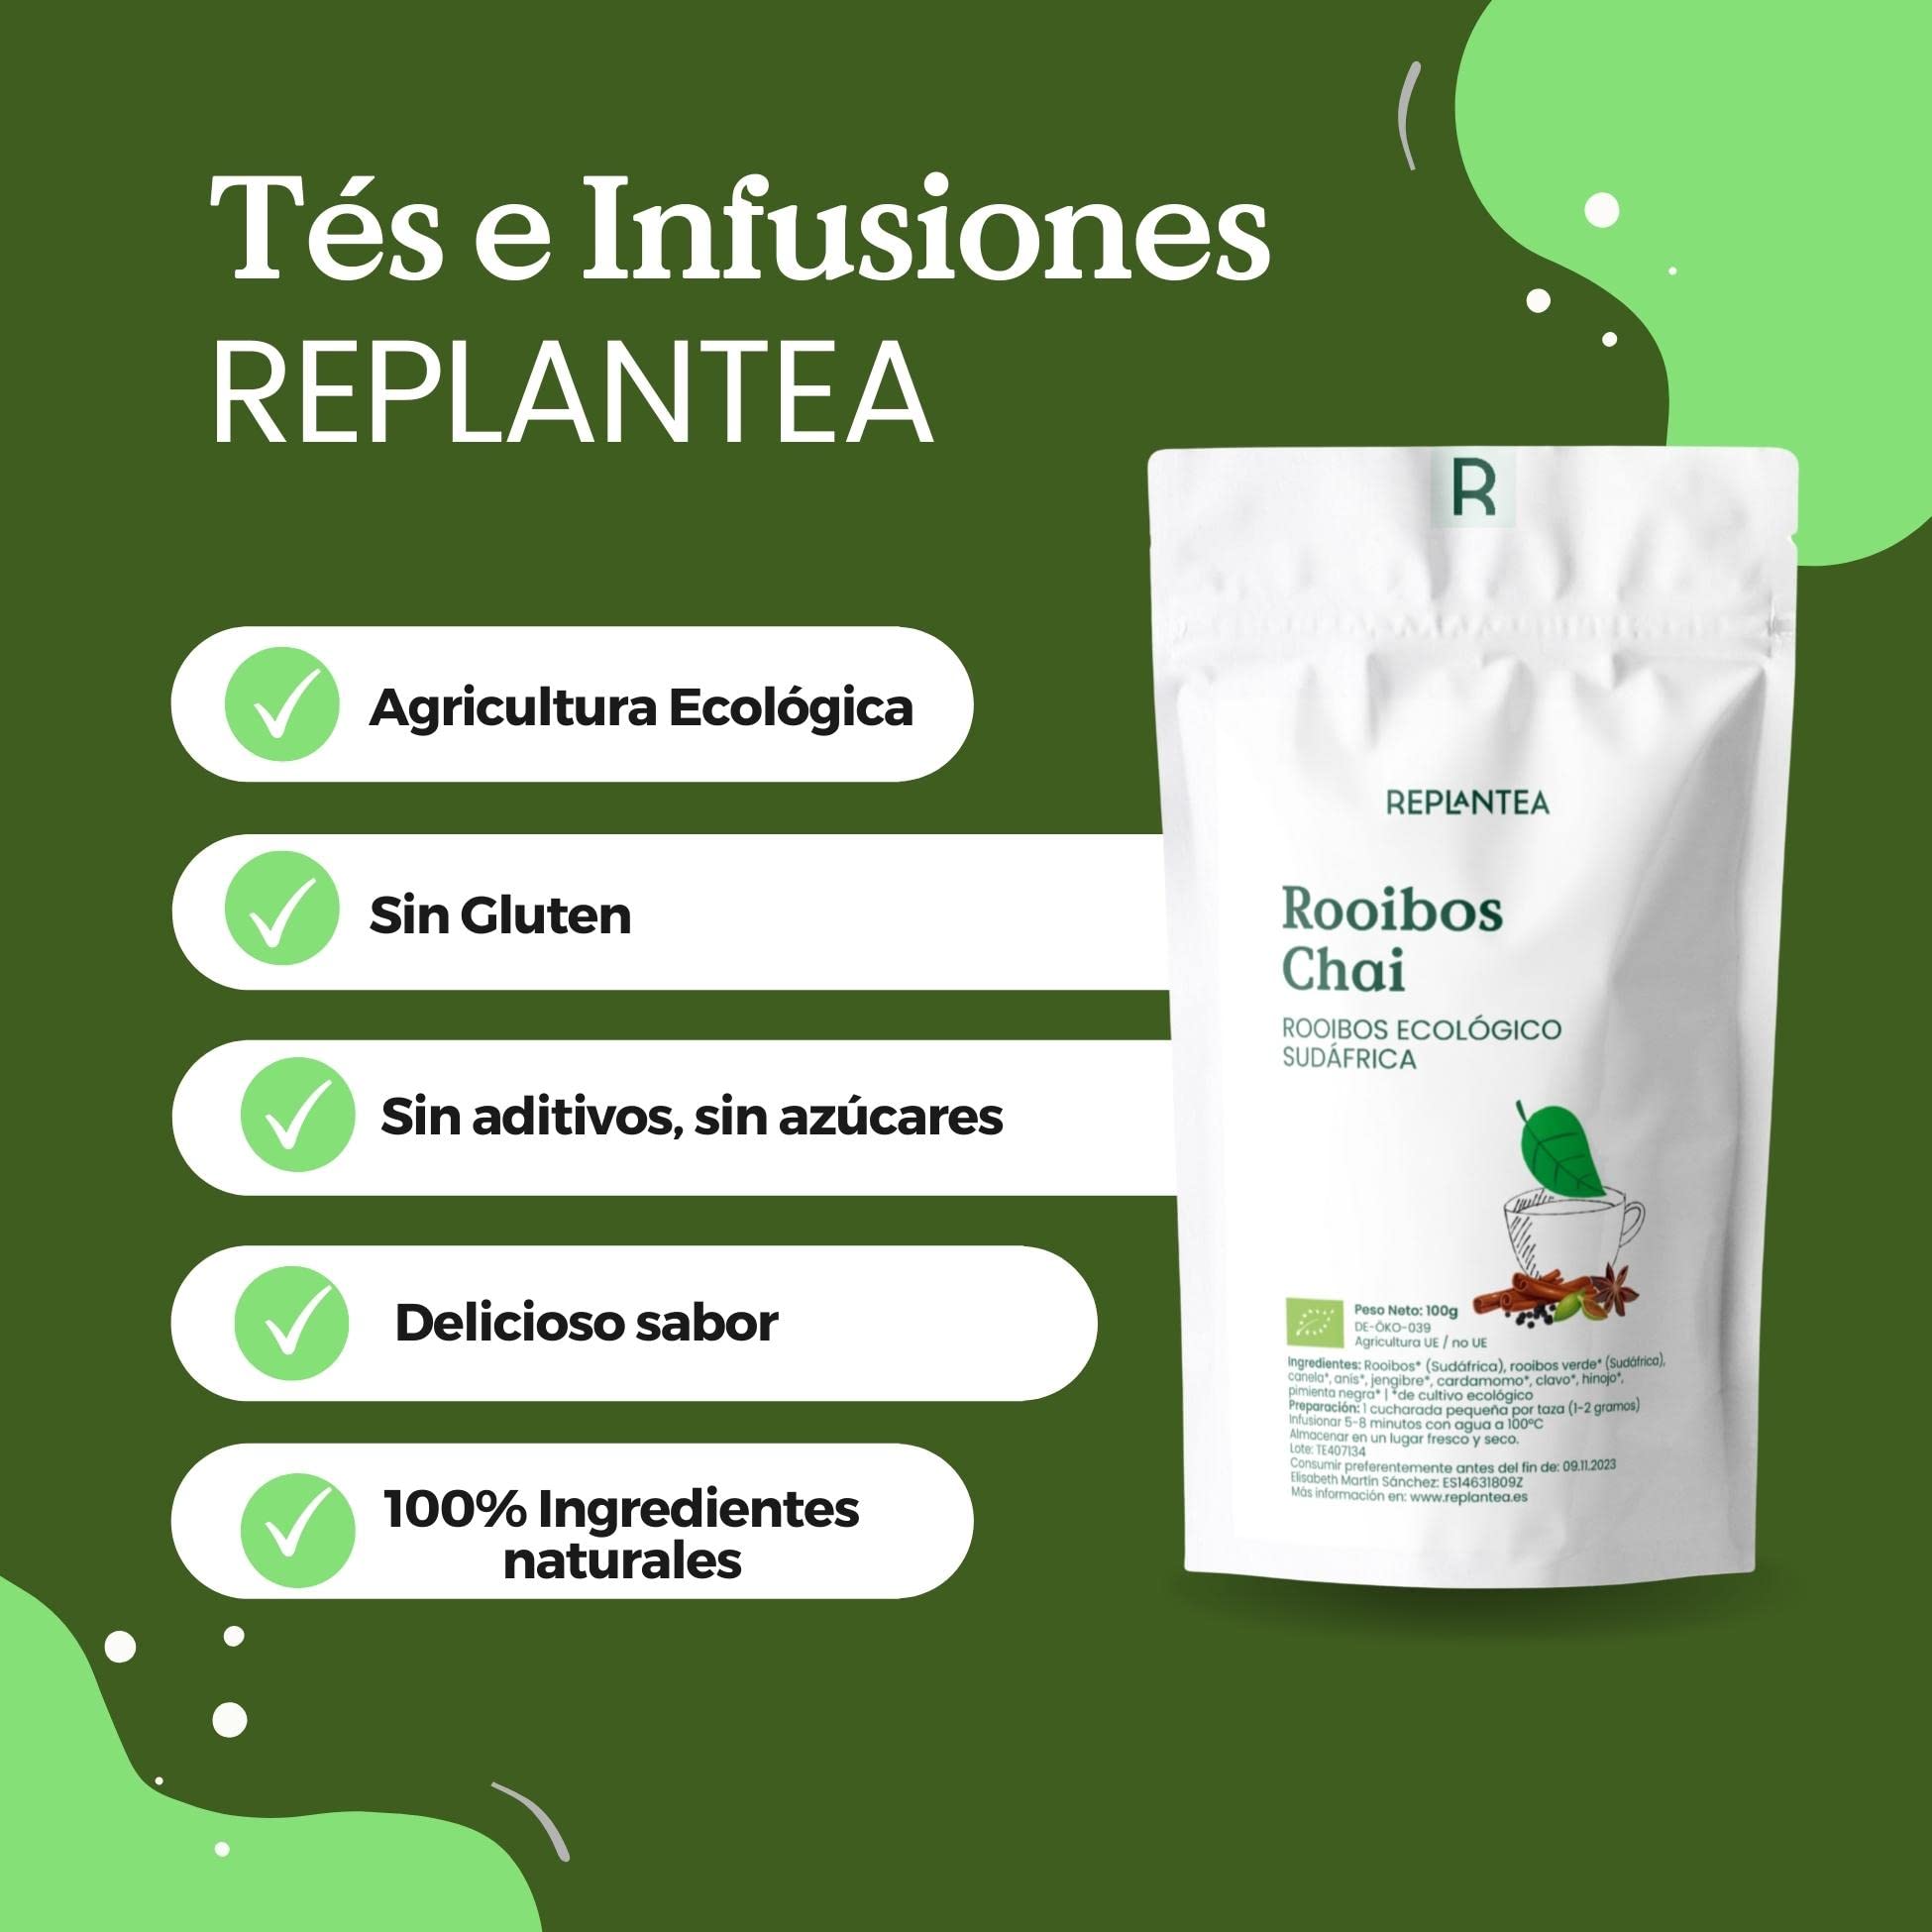 Tés e Infusiones
REPLANTEA
Agricultura Ecológica
Sin Gluten
Sin aditivos, sin azúcares
Delicioso sabor
100% Ingredientes
naturales
R
REPLANTEA
Rooibos
Chai
ROOIBOS ECOLÓGICO
SUDÁFRICA
Peso Neto: 100g
DE-ÖKO-039
Agricultura UE / no UE
Ingredientes: Rooibos* (Sudáfrica), rooibos verde* (Sudáfrica),
canela*, anís*, jengibre*, cardamomo*, clavo*, hinojo*,
pimienta negra* | *de cultivo ecológico
Preparación: 1 cucharada pequeña por taza (1-2 gramos)
Infusionar 5-8 minutos con agua a 100ºC
Almacenar en un lugar fresco y seco.
Lote: TE407134
Consumir preferentemente antes del fin de: 09.11.2023
Elisabeth Martín Sánchez: ES14631809Z
Más información en: www.replantea.es